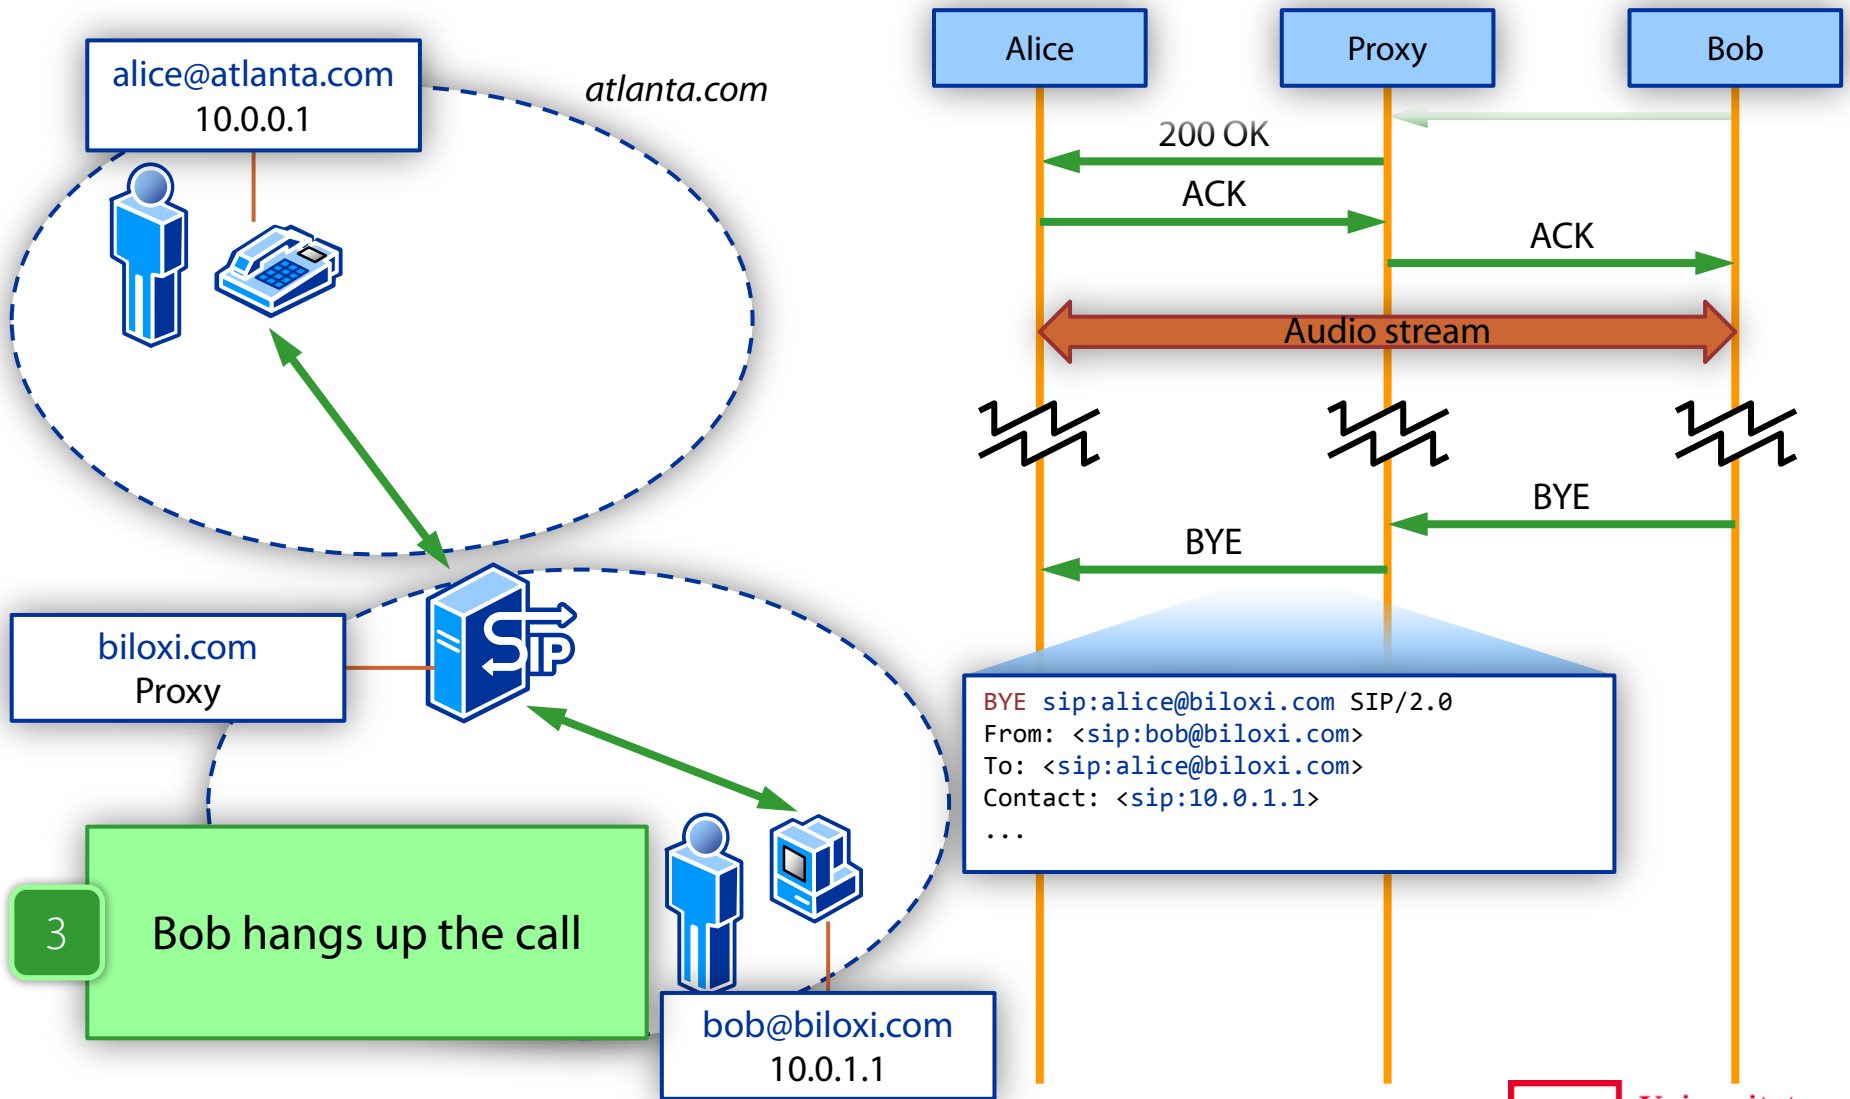 alice@atlanta.com
10.0.0.1
atlanta.com
biloxi.com
Proxy
SIP
3
Bob hangs up the call
bob@biloxi.com
10.0.1.1
Alice
Proxy
Bob
200 OK
ACK
ACK
Audio stream
BYE
BYE
BYE sip:alice@biloxi.com SIP/2.0
From: <sip:bob@biloxi.com>
To: <sip:alice@biloxi.com>
Contact: <sip:10.0.1.1>
...